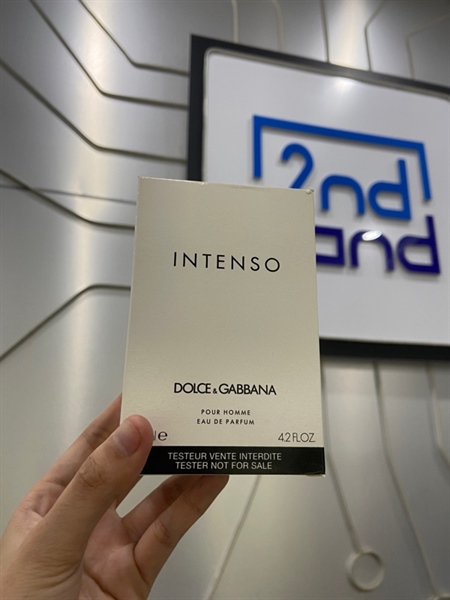 2nd
INTENSO
DOLCE & GABBANA
POUR HOMME
EAU DE PARFUM
e
4.2 FL.OZ.
TESTEUR VENTE INTERDITE
TESTER NOT FOR SALE